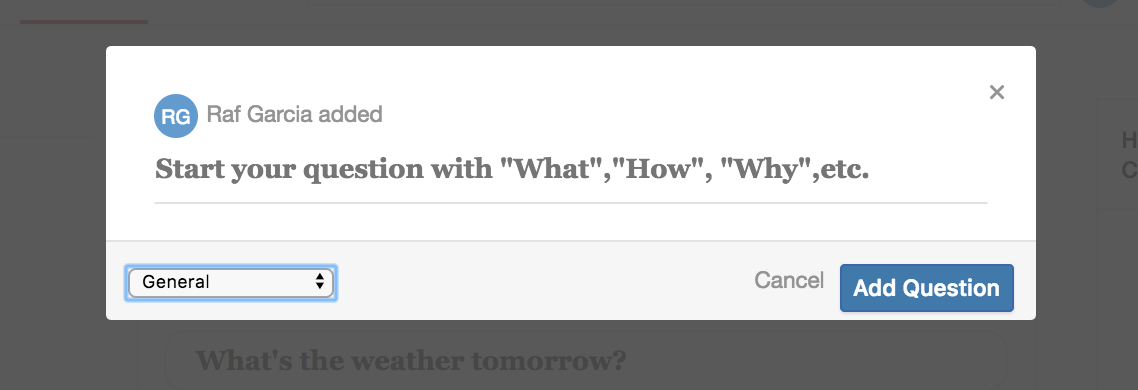 RG Raf Garcia added
×
Start your question with "What","How", "Why",etc.
General
Cancel
Add Question
H
C
What's the weather tomorrow?